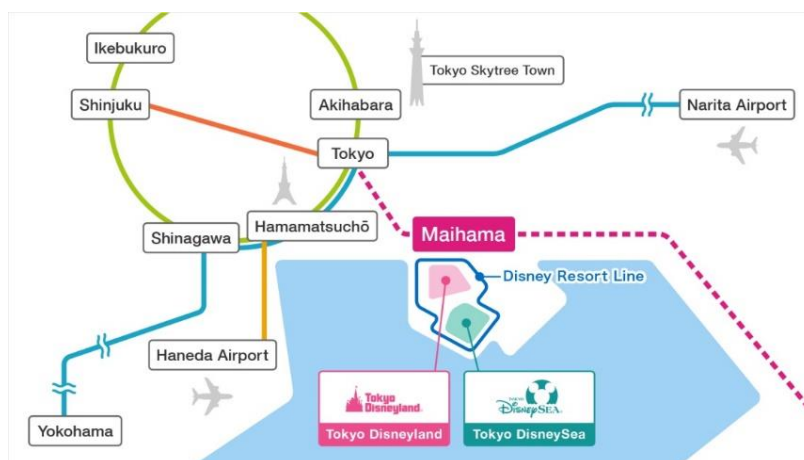 Ikebukuro
Shinjuku
Akihabara
Tokyo Skytree Town
Narita Airport
Tokyo
Hamamatsuchō
Shinagawa
Maihama
Disney Resort Line
Haneda Airport
Yokohama
Tokyo
Disneyland
Tokyo Disneyland
TOKYO
DisneySEA
Tokyo DisneySea